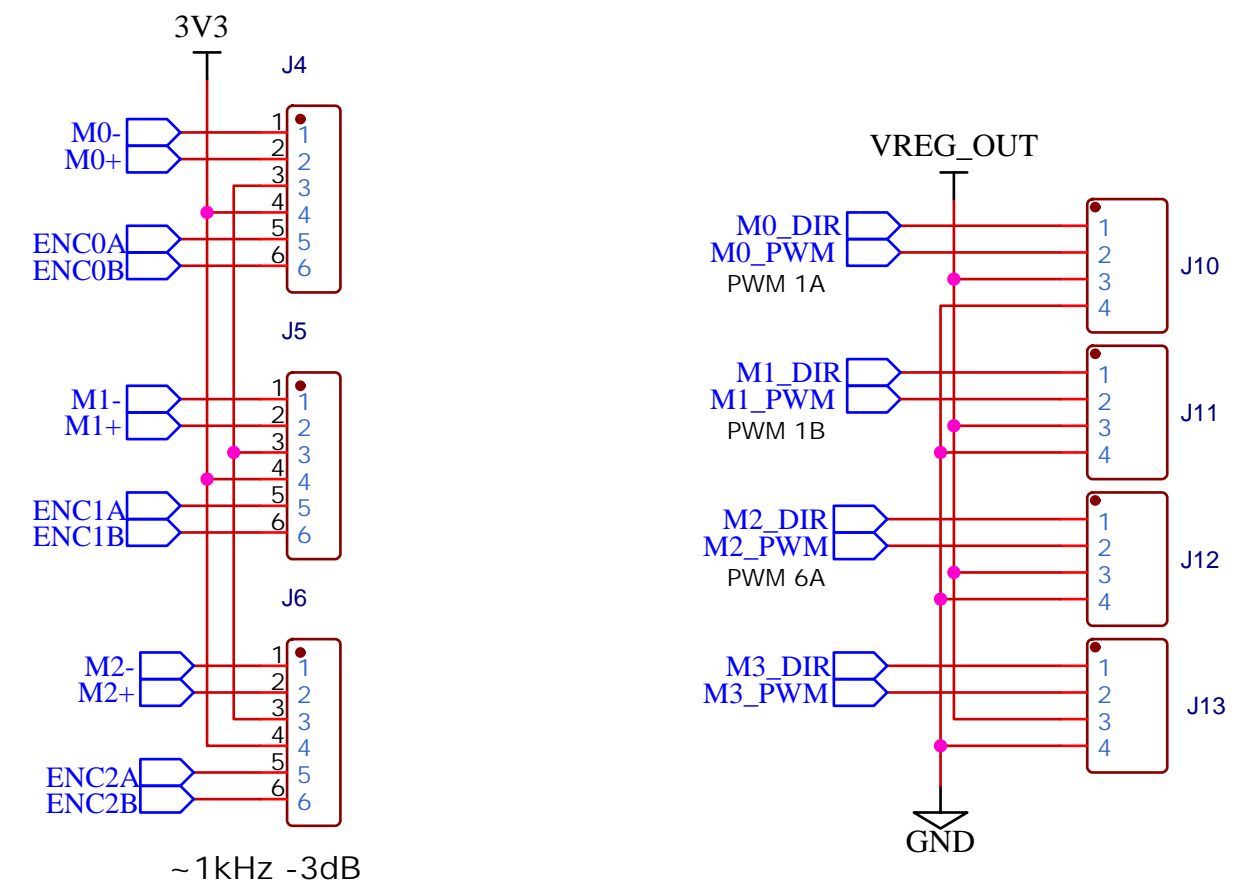 3V3
J4
M0-
M0+
ENC0A
ENC0B
1
2
3
4
5
6
1
2
3
4
5
6
J5
M1-
M1+
ENC1A
ENC1B
1
2
3
4
5
6
1
2
3
4
5
6
J6
M2-
M2+
ENC2A
ENC2B
1
2
3
4
5
6
1
2
3
4
5
6
~1kHz -3dB
VREG_OUT
M0_DIR
M0_PWM
PWM 1A
1
2
3
4
J10
M1_DIR
M1_PWM
PWM 1B
1
2
3
4
J11
M2_DIR
M2_PWM
PWM 6A
1
2
3
4
J12
M3_DIR
M3_PWM
1
2
3
4
J13
GND